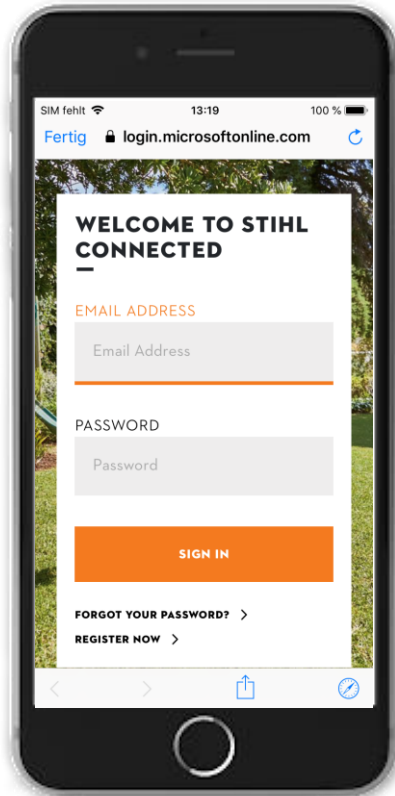 SIM fehlt 13:19 100 %
Fertig login.microsoftonline.com
WELCOME TO STIHL
CONNECTED
EMAIL ADDRESS
Email Address
PASSWORD
Password
SIGN IN
FORGOT YOUR PASSWORD?
REGISTER NOW